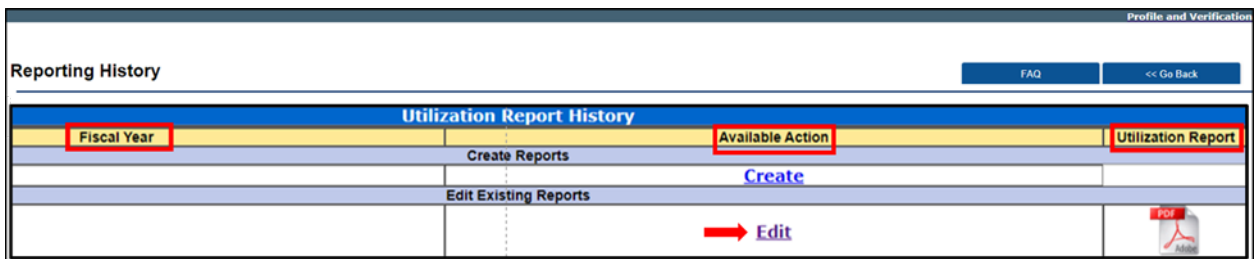 Profile and Verification
Reporting History
FAQ
<< Go Back
Utilization Report History
Fiscal Year
Available Action
Utilization Report
Create Reports
Create
Edit Existing Reports
Edit
PDF
Adobe